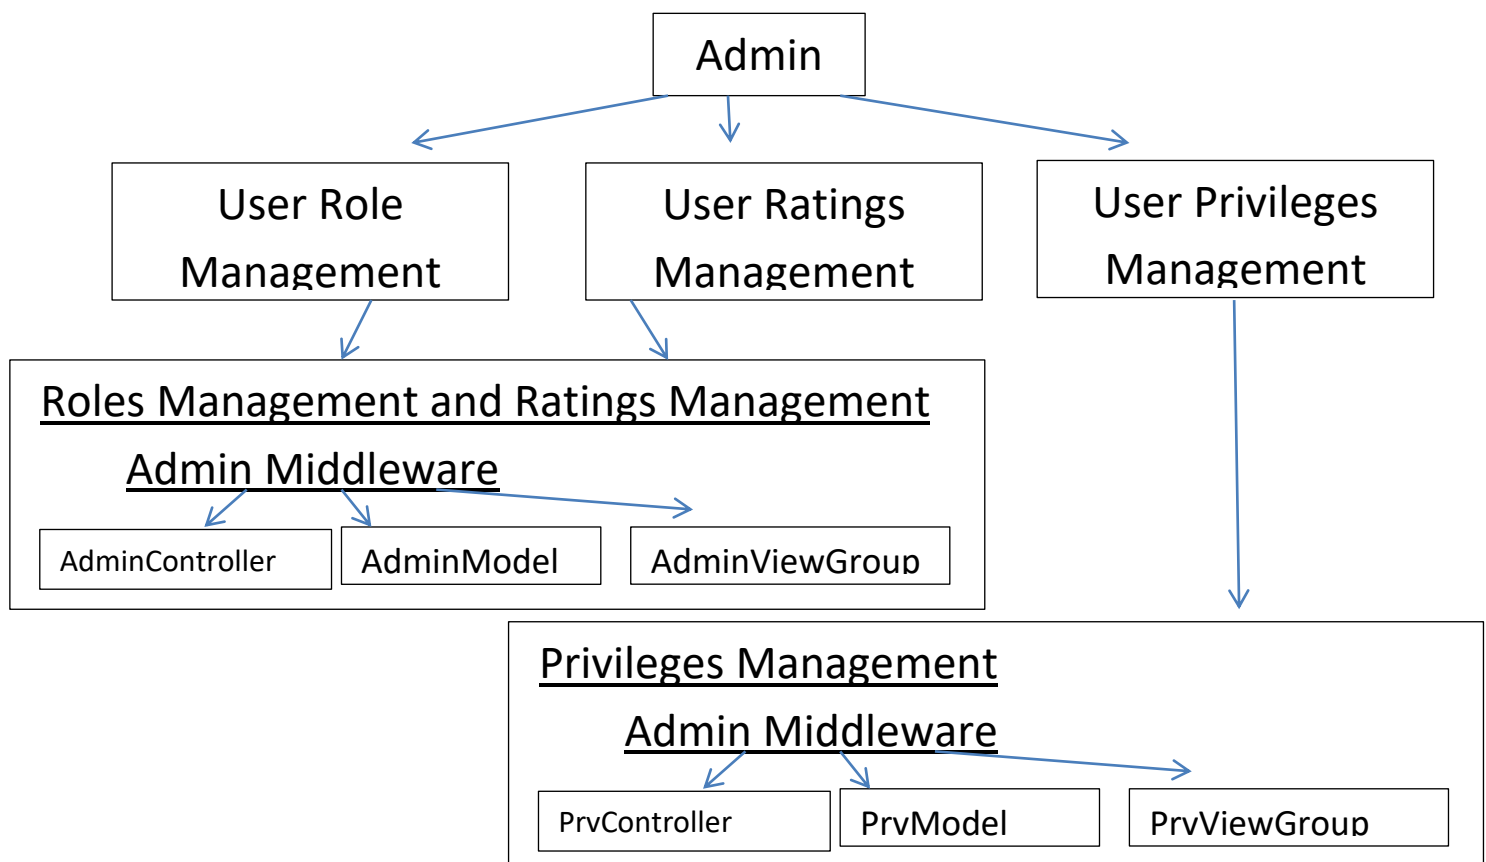 Admin
User Role
Management
User Ratings
Management
User Privileges
Management
Roles Management and Ratings Management
Admin Middleware
AdminController
AdminModel
AdminViewGroup
Privileges Management
Admin Middleware
PrvController
PrvModel
PrvViewGroup